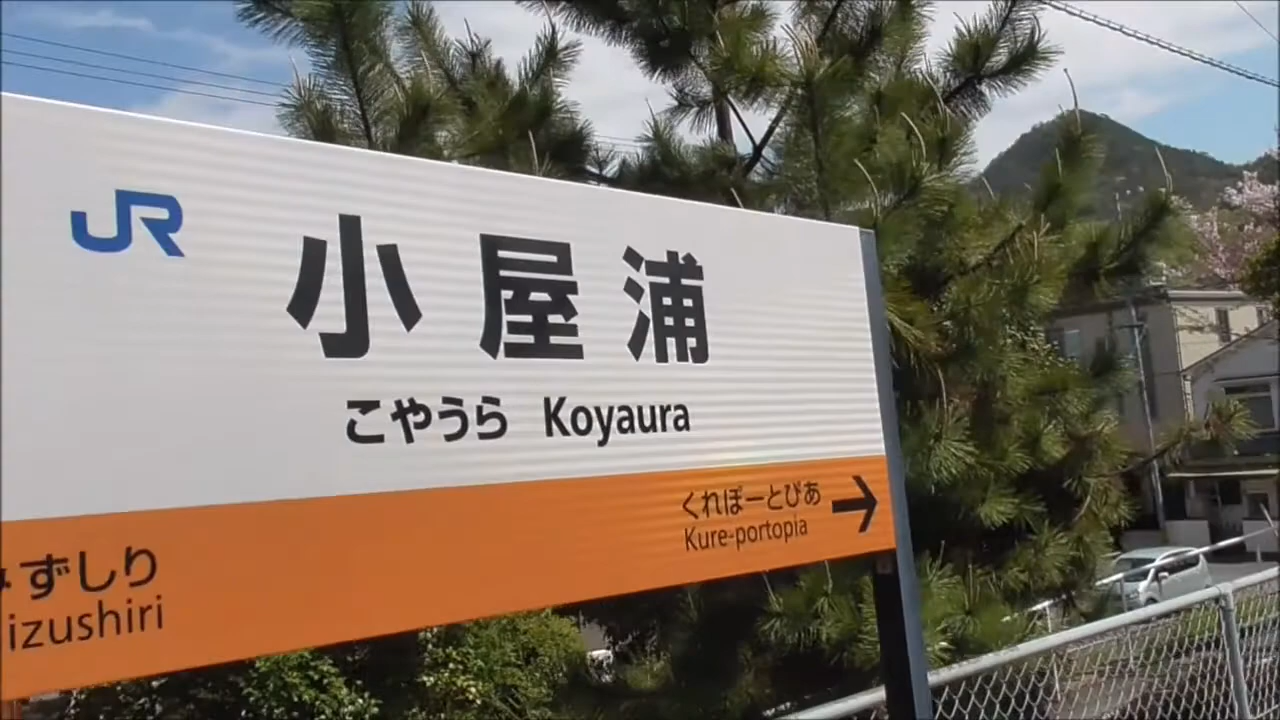 JR
小屋浦
こやうら Koyaura
くれぽーとぴあ →
Kure-portopia
ずしり
izushiri